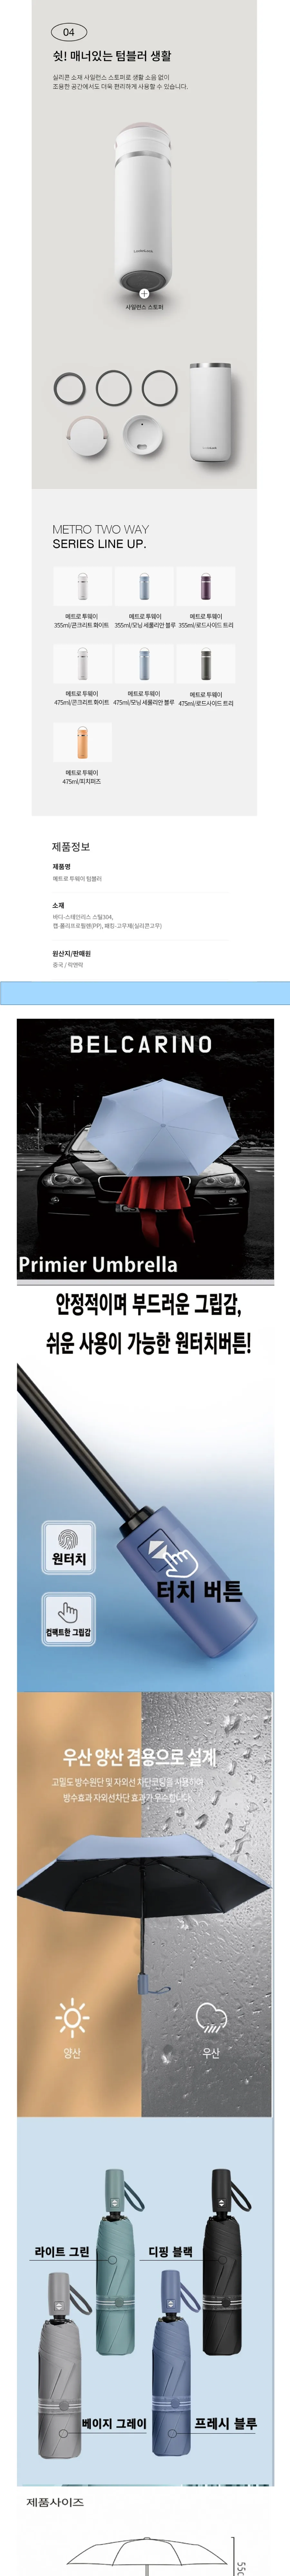 04
쉿! 매너있는 텀블러 생활
실리콘 소재 사일런스 스토퍼로 생활 소음 없이
조용한 공간에서도 더욱 편리하게 사용할 수 있습니다.
LocknLock
사일런스 스토퍼
METRO TWO WAY
SERIES LINE UP.
메트로 투웨이 메트로 투웨이 메트로 투웨이
355ml/콘크리트 화이트 355ml/모닝 세룰리안 블루 355ml/로드사이드 트리
메트로 투웨이 메트로 투웨이 메트로 투웨이
475ml/콘크리트 화이트 475ml/모닝 세룰리안 블루 475ml/로드사이드 트리
메트로 투웨이
475ml/피치퍼즈
제품정보
제품명
메트로 투웨이 텀블러
소재
바디-스테인리스 스틸304,
캡-폴리프로필렌(PP), 패킹-고무제(실리콘고무)
원산지/판매원
중국 / 락앤락
BELCARINO
Primier Umbrella
안정적이며 부드러운 그립감,
쉬운 사용이 가능한 원터치버튼!
원터치
터치 버튼
컴팩트한 그립감
우산 양산 겸용으로 설계
고밀도 방수원단 및 자외선 차단코팅을 사용하여
방수효과 자외선차단 효과가 우수합니다.
양산
우산
라이트 그린
디핑 블랙
베이지 그레이
프레시 블루
제품사이즈